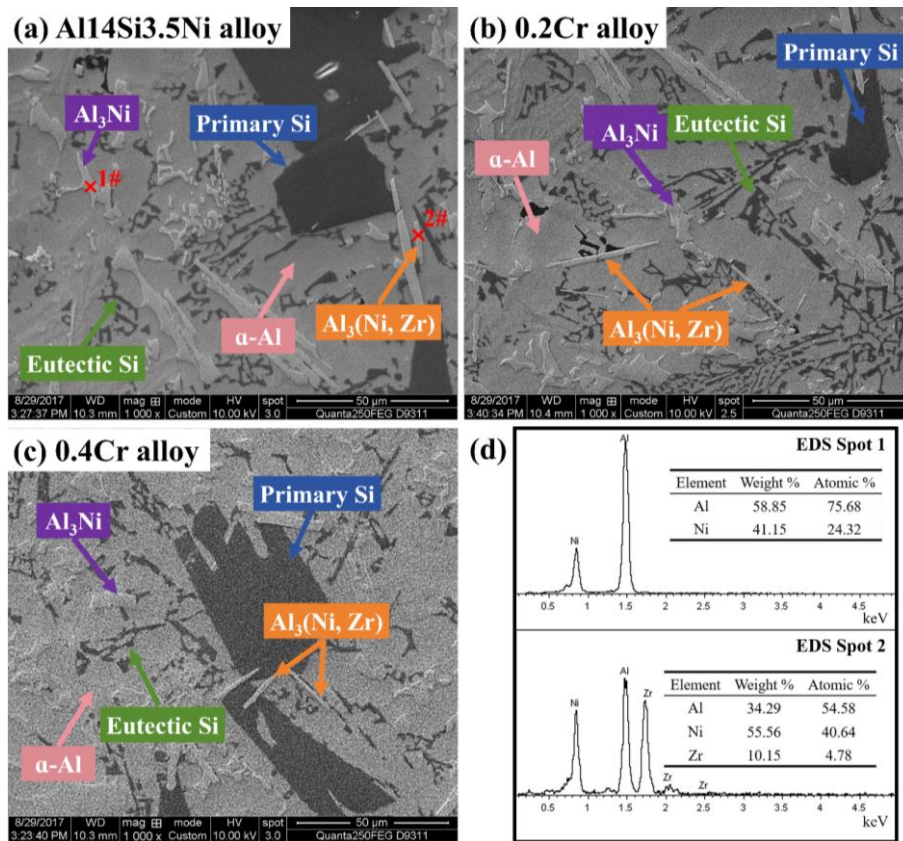 (a) Al14Si3.5Ni alloy
Al₃Ni
Primary Si
1#
2#
α-Al
Al₃(Ni, Zr)
Eutectic Si
8/29/2017 WD mag ⊞ mode HV spot 50 μm
3:27:37 PM 10.3 mm 1 000 x Custom 10.00 kV 3.0 Quanta250FEG D9311
(b) 0.2Cr alloy
Primary Si
Al₃Ni
Eutectic Si
α-Al
Al₃(Ni, Zr)
8/29/2017 WD mag ⊞ mode HV spot 50 μm
3:40:34 PM 10.4 mm 1 000 x Custom 10.00 kV 2.5 Quanta250FEG D9311
(c) 0.4Cr alloy
Primary Si
Al₃Ni
Al₃(Ni, Zr)
Eutectic Si
α-Al
8/29/2017 WD mag ⊞ mode HV spot 50 μm
3:23:40 PM 10.3 mm 1 000 x Custom 10.00 kV 3.0 Quanta250FEG D9311
(d)
EDS Spot 1
Al
Ni
Element Weight % Atomic %
Al 58.85 75.68
Ni 41.15 24.32
0.5 1.0 1.5 2.0 2.5 3.0 3.5 4.0 4.5
keV
EDS Spot 2
Al
Ni
Zr
Zr
Zr
Element Weight % Atomic %
Al 34.29 54.58
Ni 55.56 40.64
Zr 10.15 4.78
0.5 1.0 1.5 2.0 2.5 3.0 3.5 4.0 4.5
keV